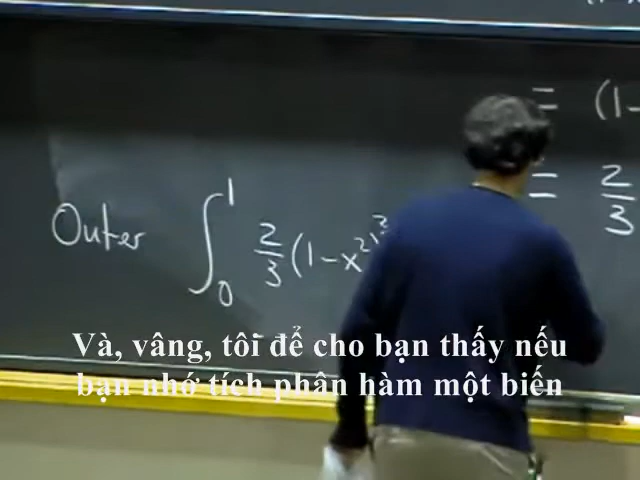 = (1-
= 2/3
Outer ∫₀¹ 2/3 (1-x²)³
Và, vâng, tôi để cho bạn thấy nếu
bạn nhớ tích phân hàm một biến